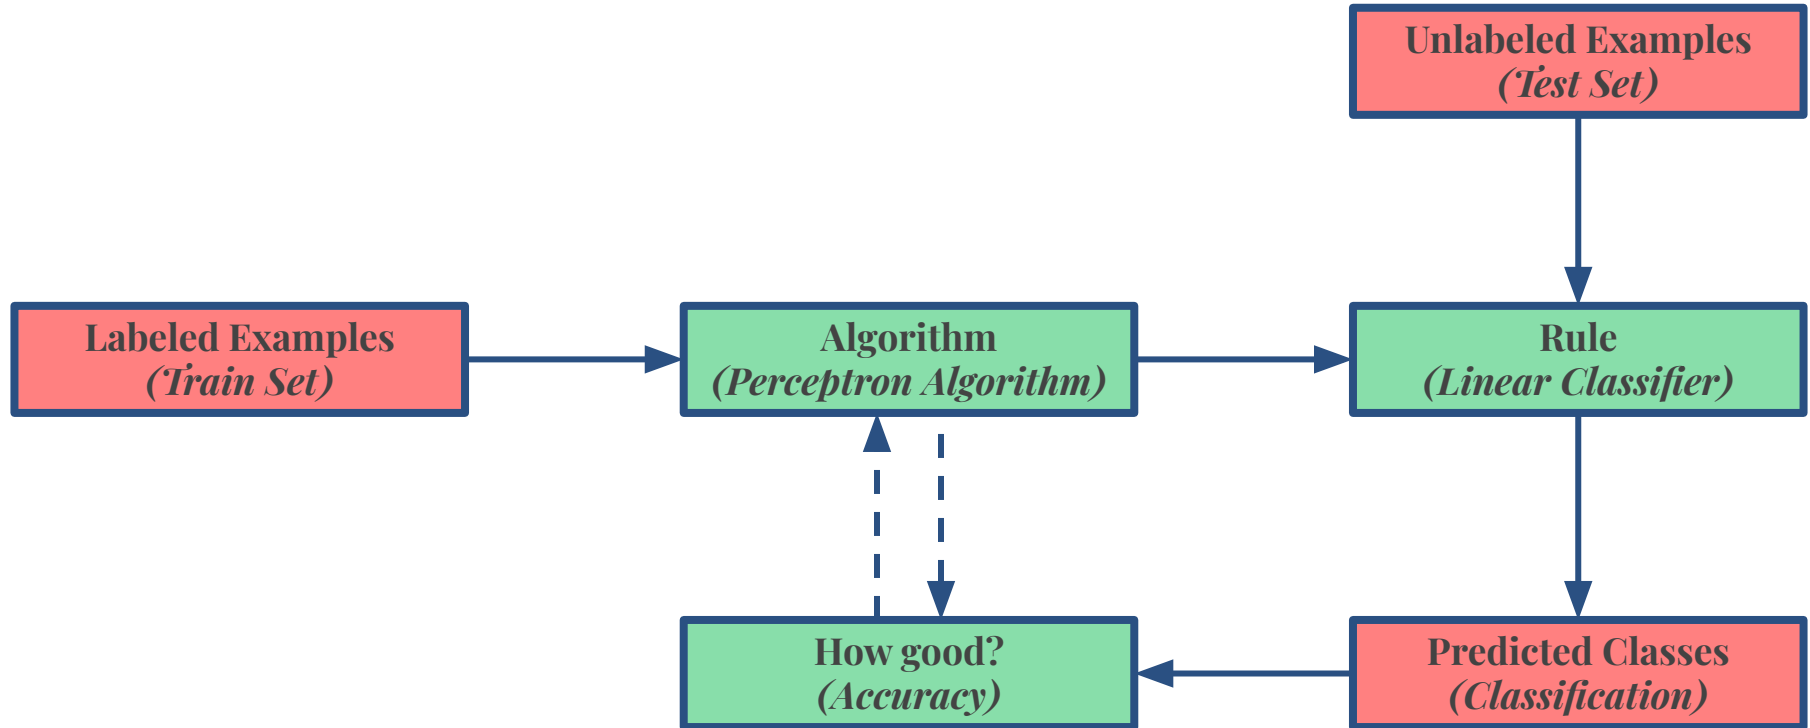 Unlabeled Examples
(Test Set)
Labeled Examples
(Train Set)
Algorithm
(Perceptron Algorithm)
Rule
(Linear Classifier)
How good?
(Accuracy)
Predicted Classes
(Classification)